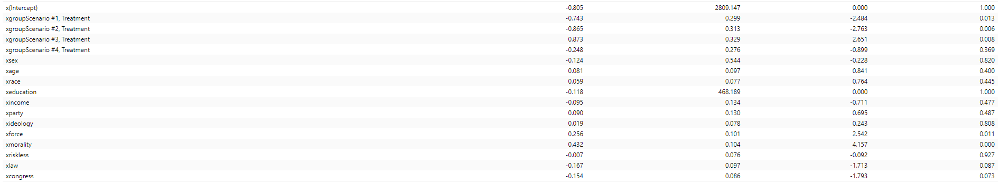 x(Intercept) -0.805 2809.147 0.000 1.000
xgroupScenario #1, Treatment -0.743 0.299 -2.484 0.013
xgroupScenario #2, Treatment -0.865 0.313 -2.763 0.006
xgroupScenario #3, Treatment 0.873 0.329 2.651 0.008
xgroupScenario #4, Treatment -0.248 0.276 -0.899 0.369
xsex -0.124 0.544 -0.228 0.820
xage 0.081 0.097 0.841 0.400
xrace 0.059 0.077 0.764 0.445
xeducation -0.118 468.189 0.000 1.000
xincome -0.095 0.134 -0.711 0.477
xparty 0.090 0.130 0.695 0.487
xideology 0.019 0.078 0.243 0.808
xforce 0.256 0.101 2.542 0.011
xmorality 0.432 0.104 4.157 0.000
xriskless -0.007 0.076 -0.092 0.927
xlaw -0.167 0.097 -1.713 0.087
xcongress -0.154 0.086 -1.793 0.073